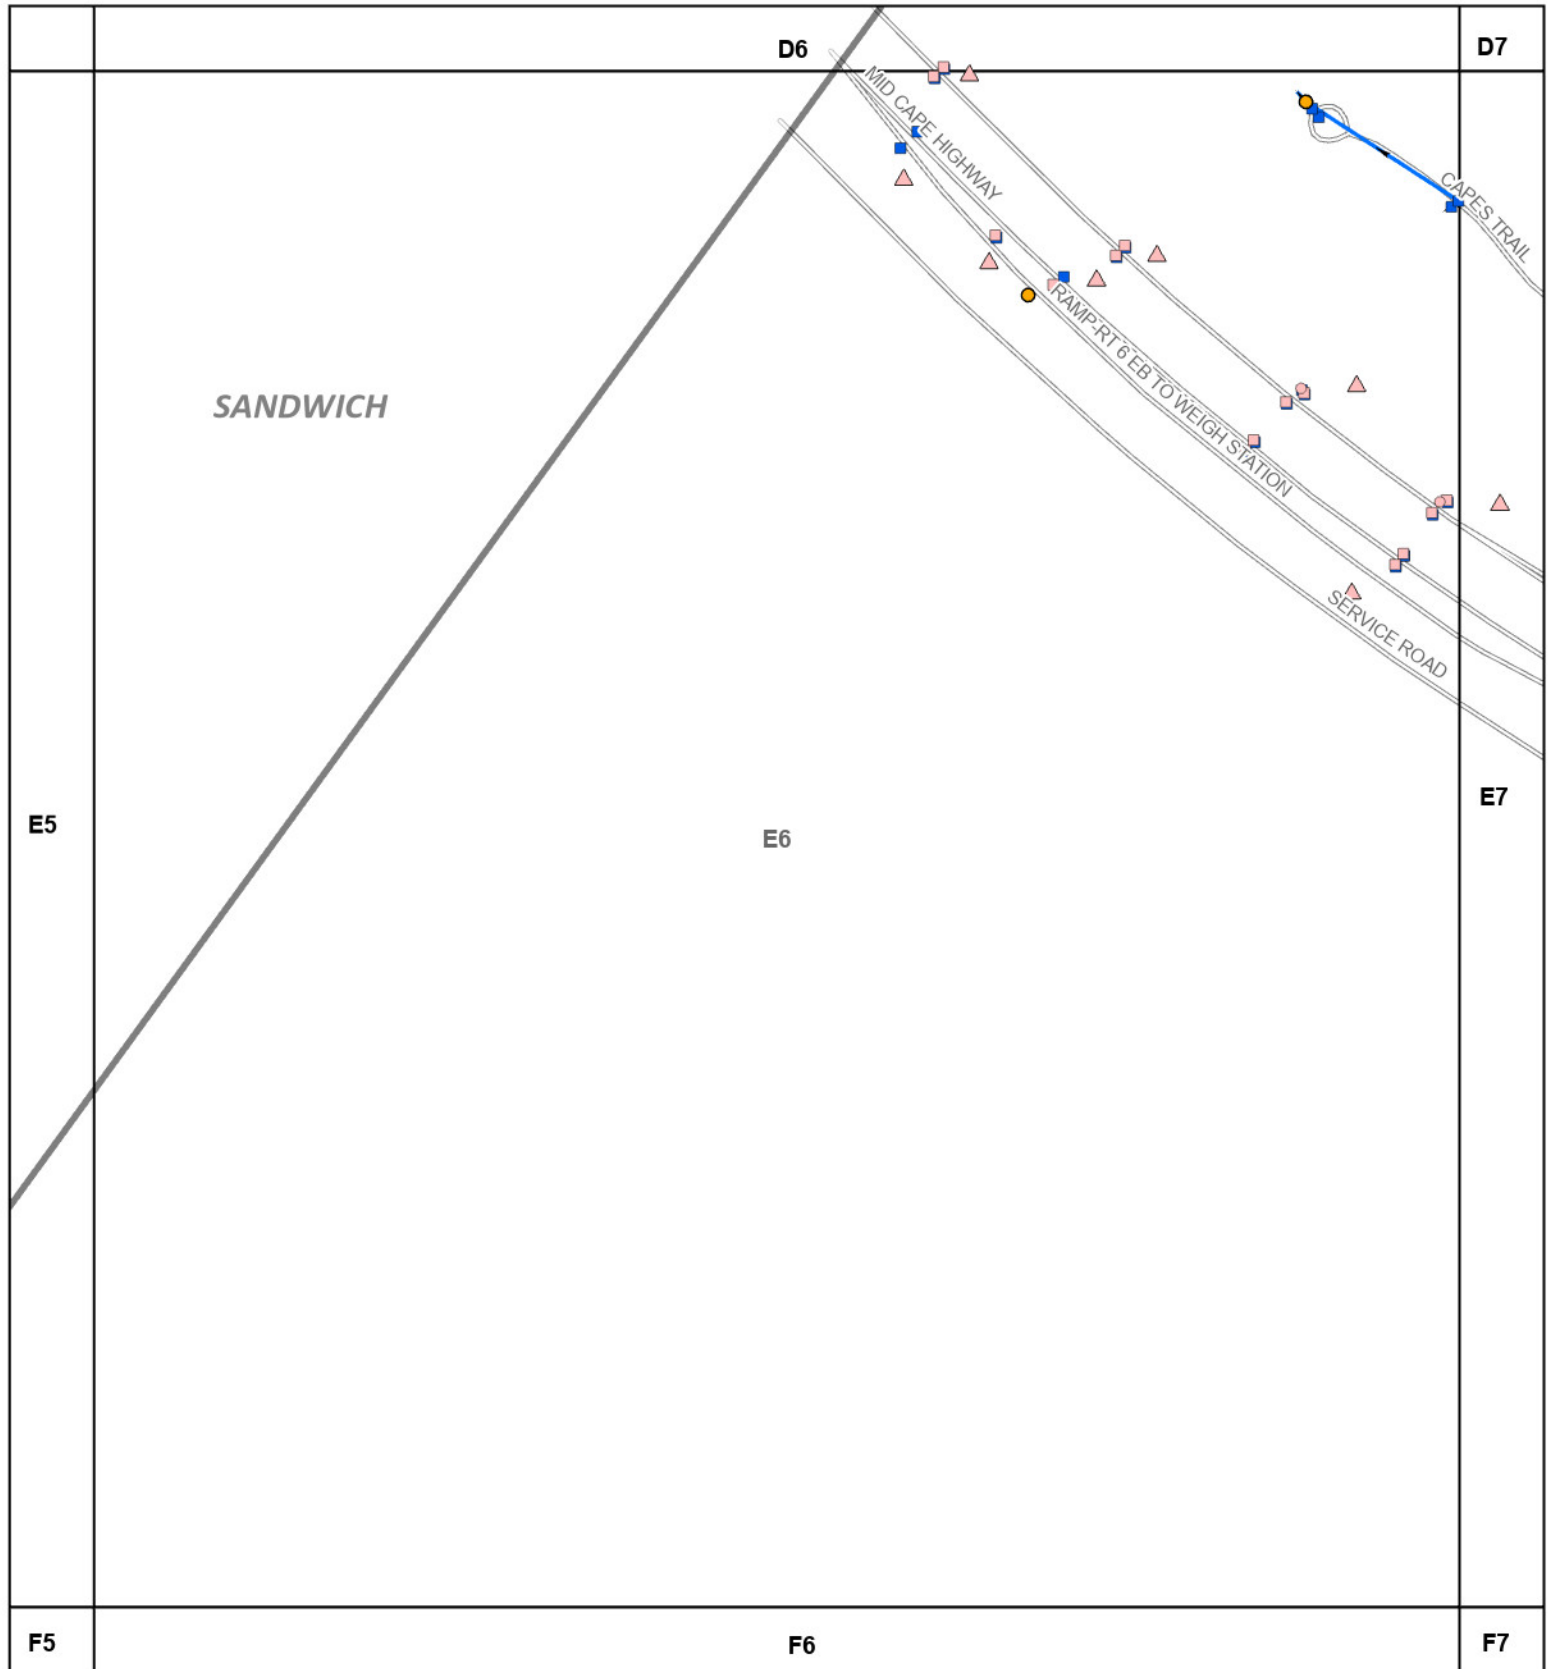 D6
D7
MID CAPE HIGHWAY
CAPES TRAIL
RAMP-RT 6 EB TO WEIGH STATION
SANDWICH
SERVICE ROAD
E7
E5
E6
F5
F6
F7